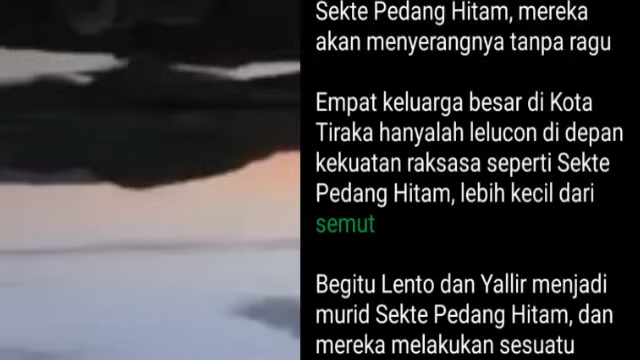 Sekte Pedang Hitam, mereka
akan menyerangnya tanpa ragu
Empat keluarga besar di Kota
Tiraka hanyalah lelucon di depan
kekuatan raksasa seperti Sekte
Pedang Hitam, lebih kecil dari
semut
Begitu Lento dan Yallir menjadi
murid Sekte Pedang Hitam, dan
mereka melakukan sesuatu